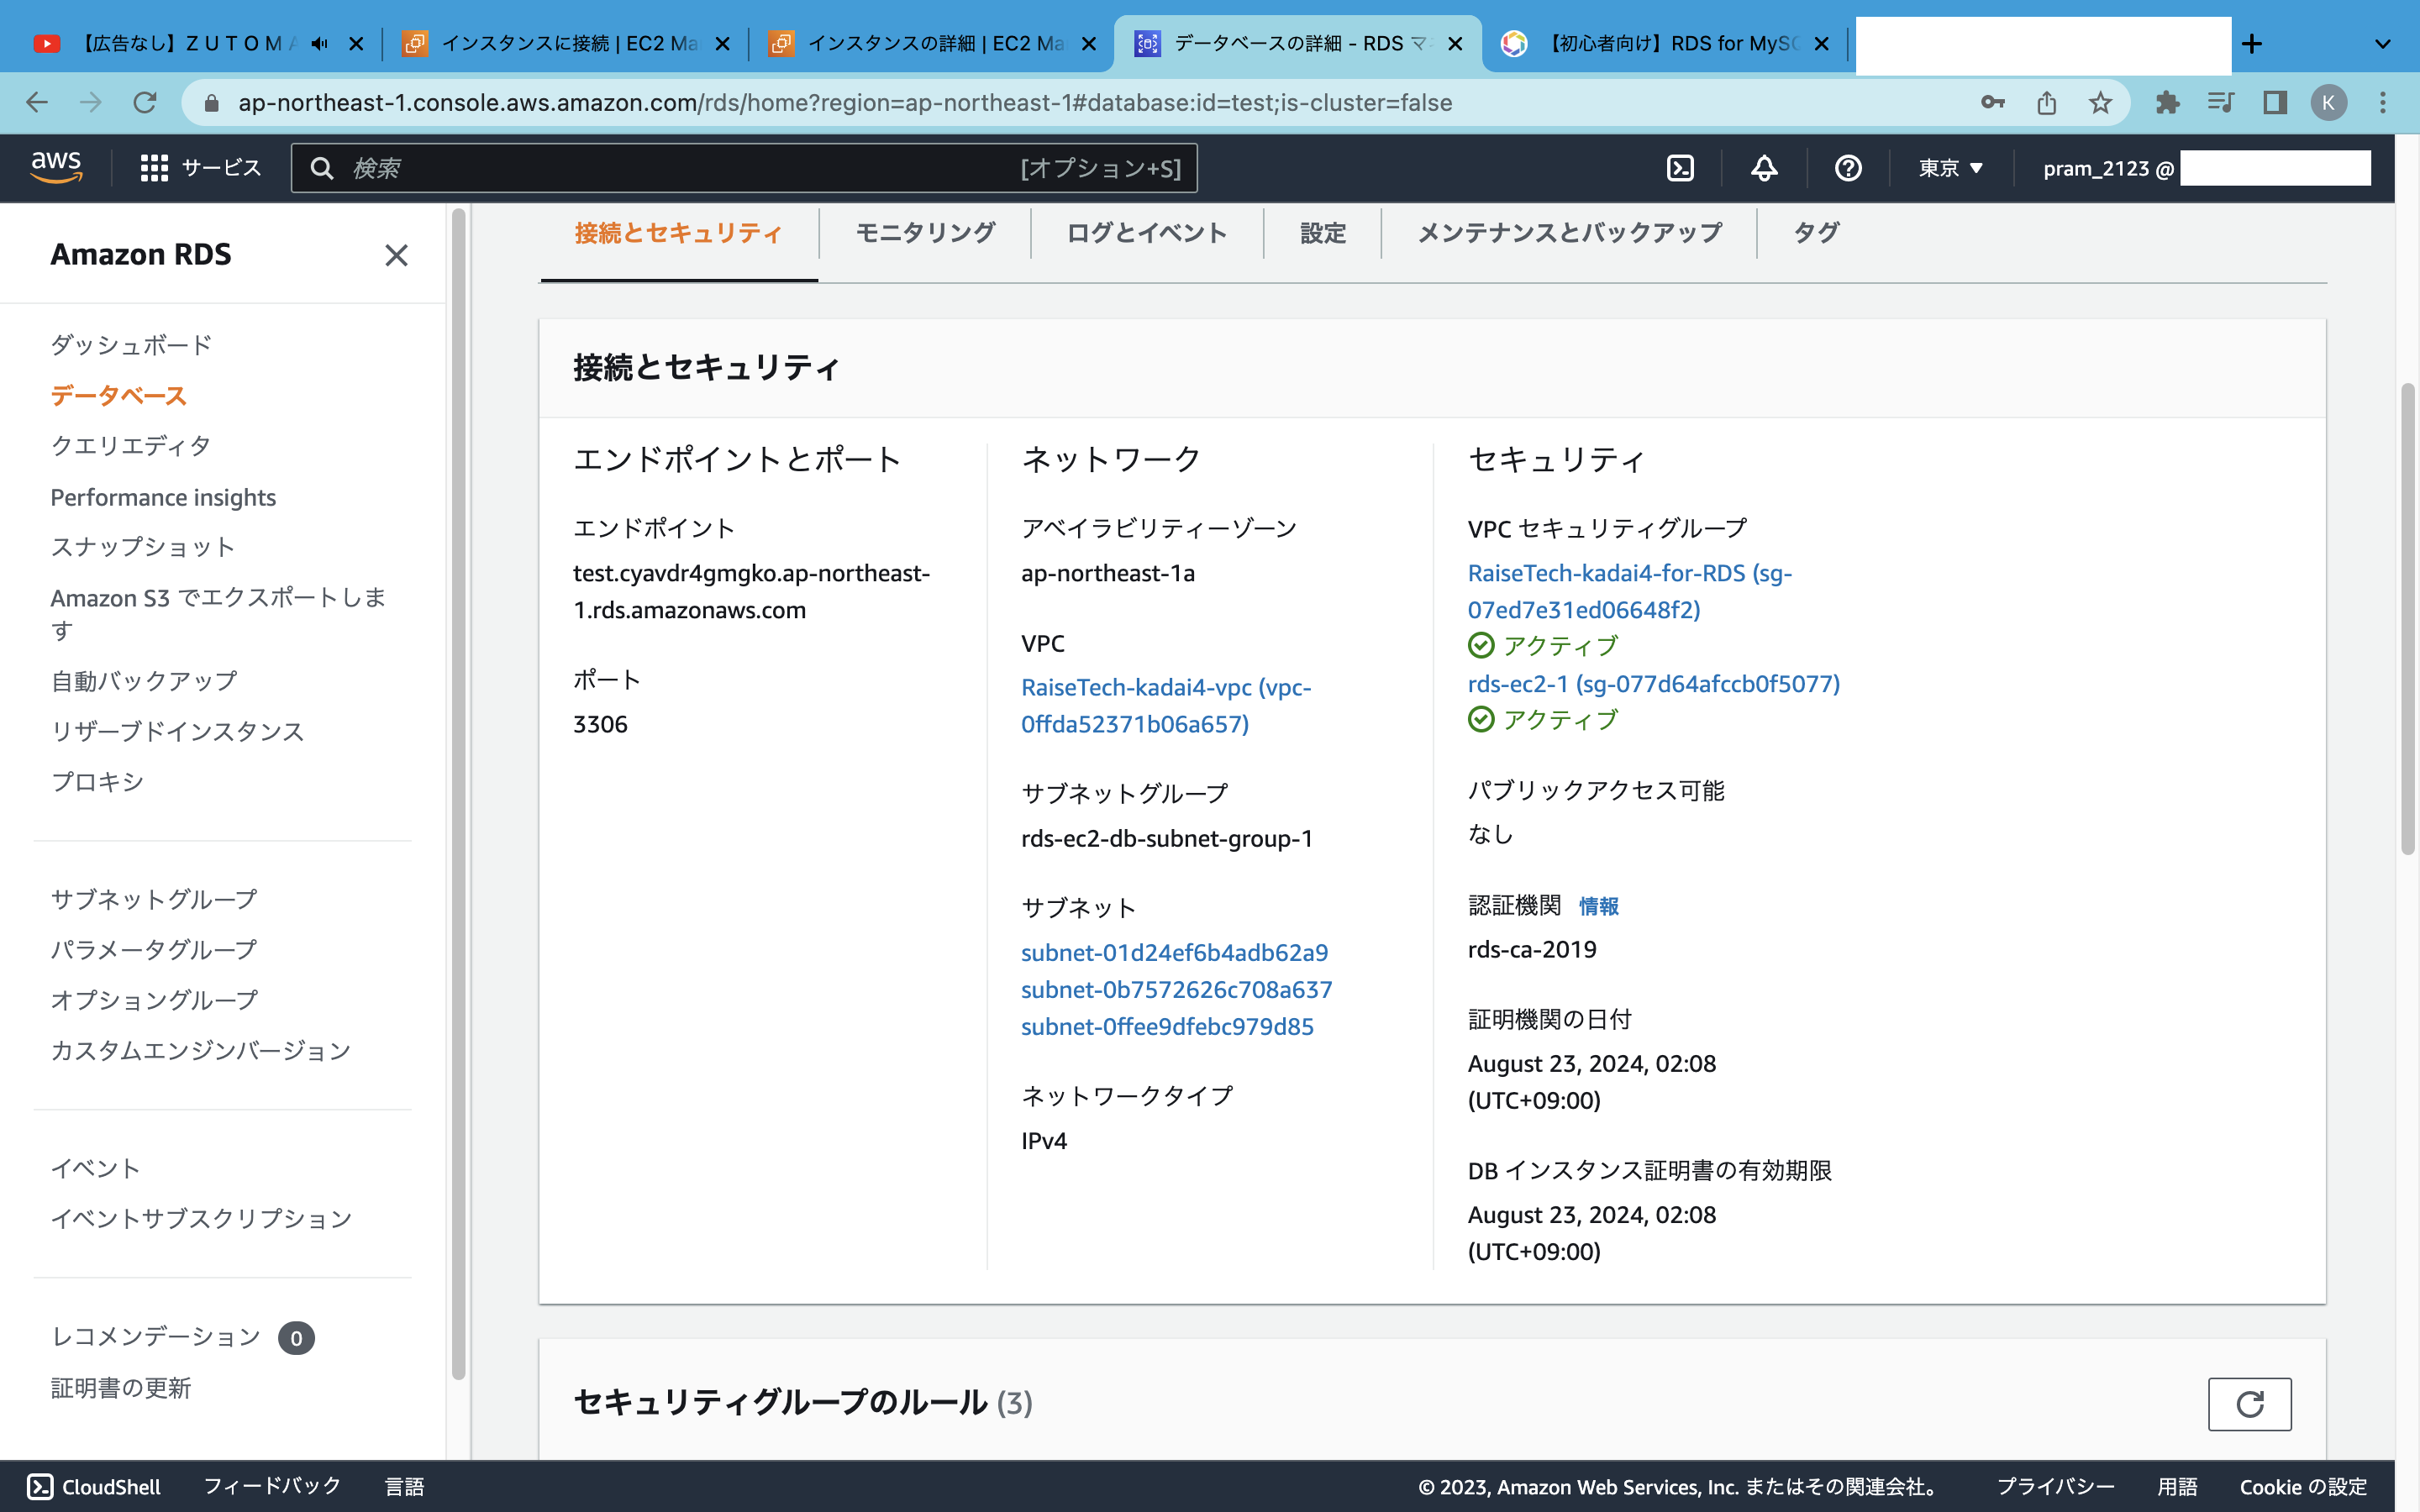 【広告なし】Z U T O M A
インスタンスに接続 | EC2 Ma
インスタンスの詳細 | EC2 Ma
データベースの詳細 - RDS マ
【初心者向け】RDS for MySQ
ap-northeast-1.console.aws.amazon.com/rds/home?region=ap-northeast-1#database:id=test;is-cluster=false
K
aws
サービス
検索
[オプション+S]
東京 ▼
pram_2123 @
Amazon RDS
ダッシュボード
データベース
クエリエディタ
Performance insights
スナップショット
Amazon S3 でエクスポートしま
す
自動バックアップ
リザーブドインスタンス
プロキシ
サブネットグループ
パラメータグループ
オプショングループ
カスタムエンジンバージョン
イベント
イベントサブスクリプション
レコメンデーション 0
証明書の更新
接続とセキュリティ
モニタリング
ログとイベント
設定
メンテナンスとバックアップ
タグ
接続とセキュリティ
エンドポイントとポート
エンドポイント
test.cyavdr4gmgko.ap-northeast-
1.rds.amazonaws.com
ポート
3306
ネットワーク
アベイラビリティーゾーン
ap-northeast-1a
VPC
RaiseTech-kadai4-vpc (vpc-
0ffda52371b06a657)
サブネットグループ
rds-ec2-db-subnet-group-1
サブネット
subnet-01d24ef6b4adb62a9
subnet-0b7572626c708a637
subnet-0ffee9dfebc979d85
ネットワークタイプ
IPv4
セキュリティ
VPC セキュリティグループ
RaiseTech-kadai4-for-RDS (sg-
07ed7e31ed06648f2)
アクティブ
rds-ec2-1 (sg-077d64afccb0f5077)
アクティブ
パブリックアクセス可能
なし
認証機関 情報
rds-ca-2019
証明機関の日付
August 23, 2024, 02:08
(UTC+09:00)
DB インスタンス証明書の有効期限
August 23, 2024, 02:08
(UTC+09:00)
セキュリティグループのルール (3)
CloudShell
フィードバック
言語
© 2023, Amazon Web Services, Inc. またはその関連会社。
プライバシー
用語
Cookie の設定